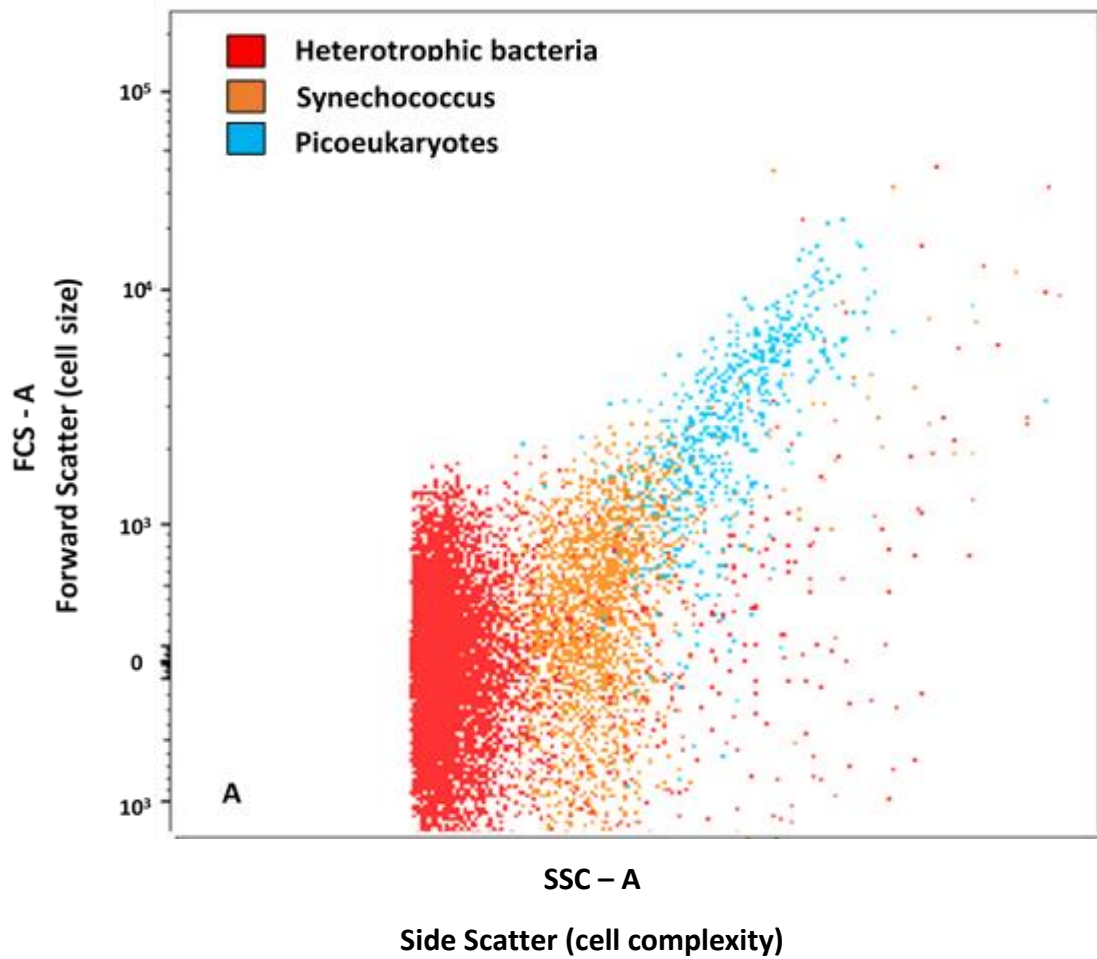 Heterotrophic bacteria
Synechococcus
Picoeukaryotes
10⁵
10⁴
10³
0
10³
FCS - A
Forward Scatter (cell size)
A
SSC – A
Side Scatter (cell complexity)